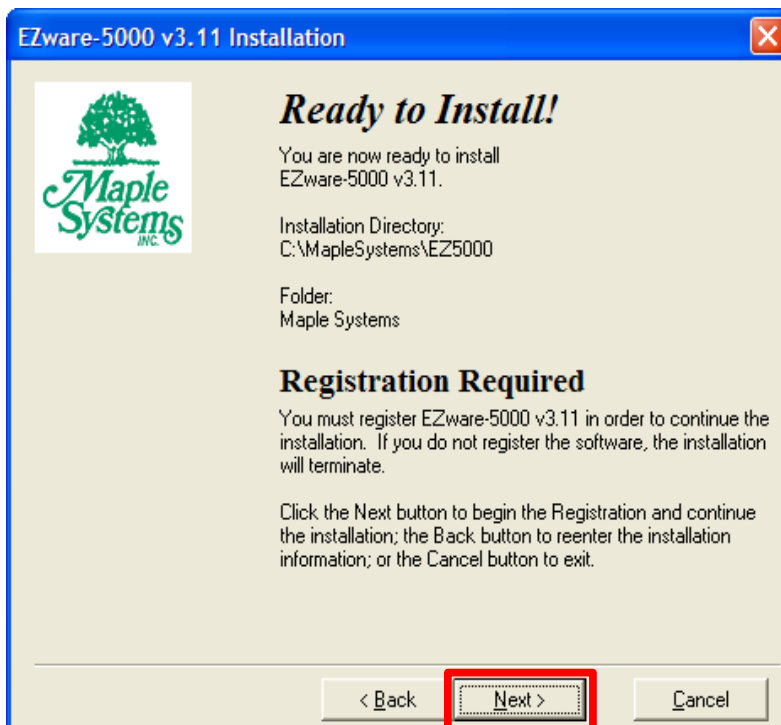 EZware-5000 v3.11 Installation
Maple
Systems
INC.
Ready to Install!
You are now ready to install
EZware-5000 v3.11.
Installation Directory:
C:\MapleSystems\EZ5000
Folder:
Maple Systems
Registration Required
You must register EZware-5000 v3.11 in order to continue the
installation.  If you do not register the software, the installation
will terminate.
Click the Next button to begin the Registration and continue
the installation; the Back button to reenter the installation
information; or the Cancel button to exit.
< Back
Next >
Cancel